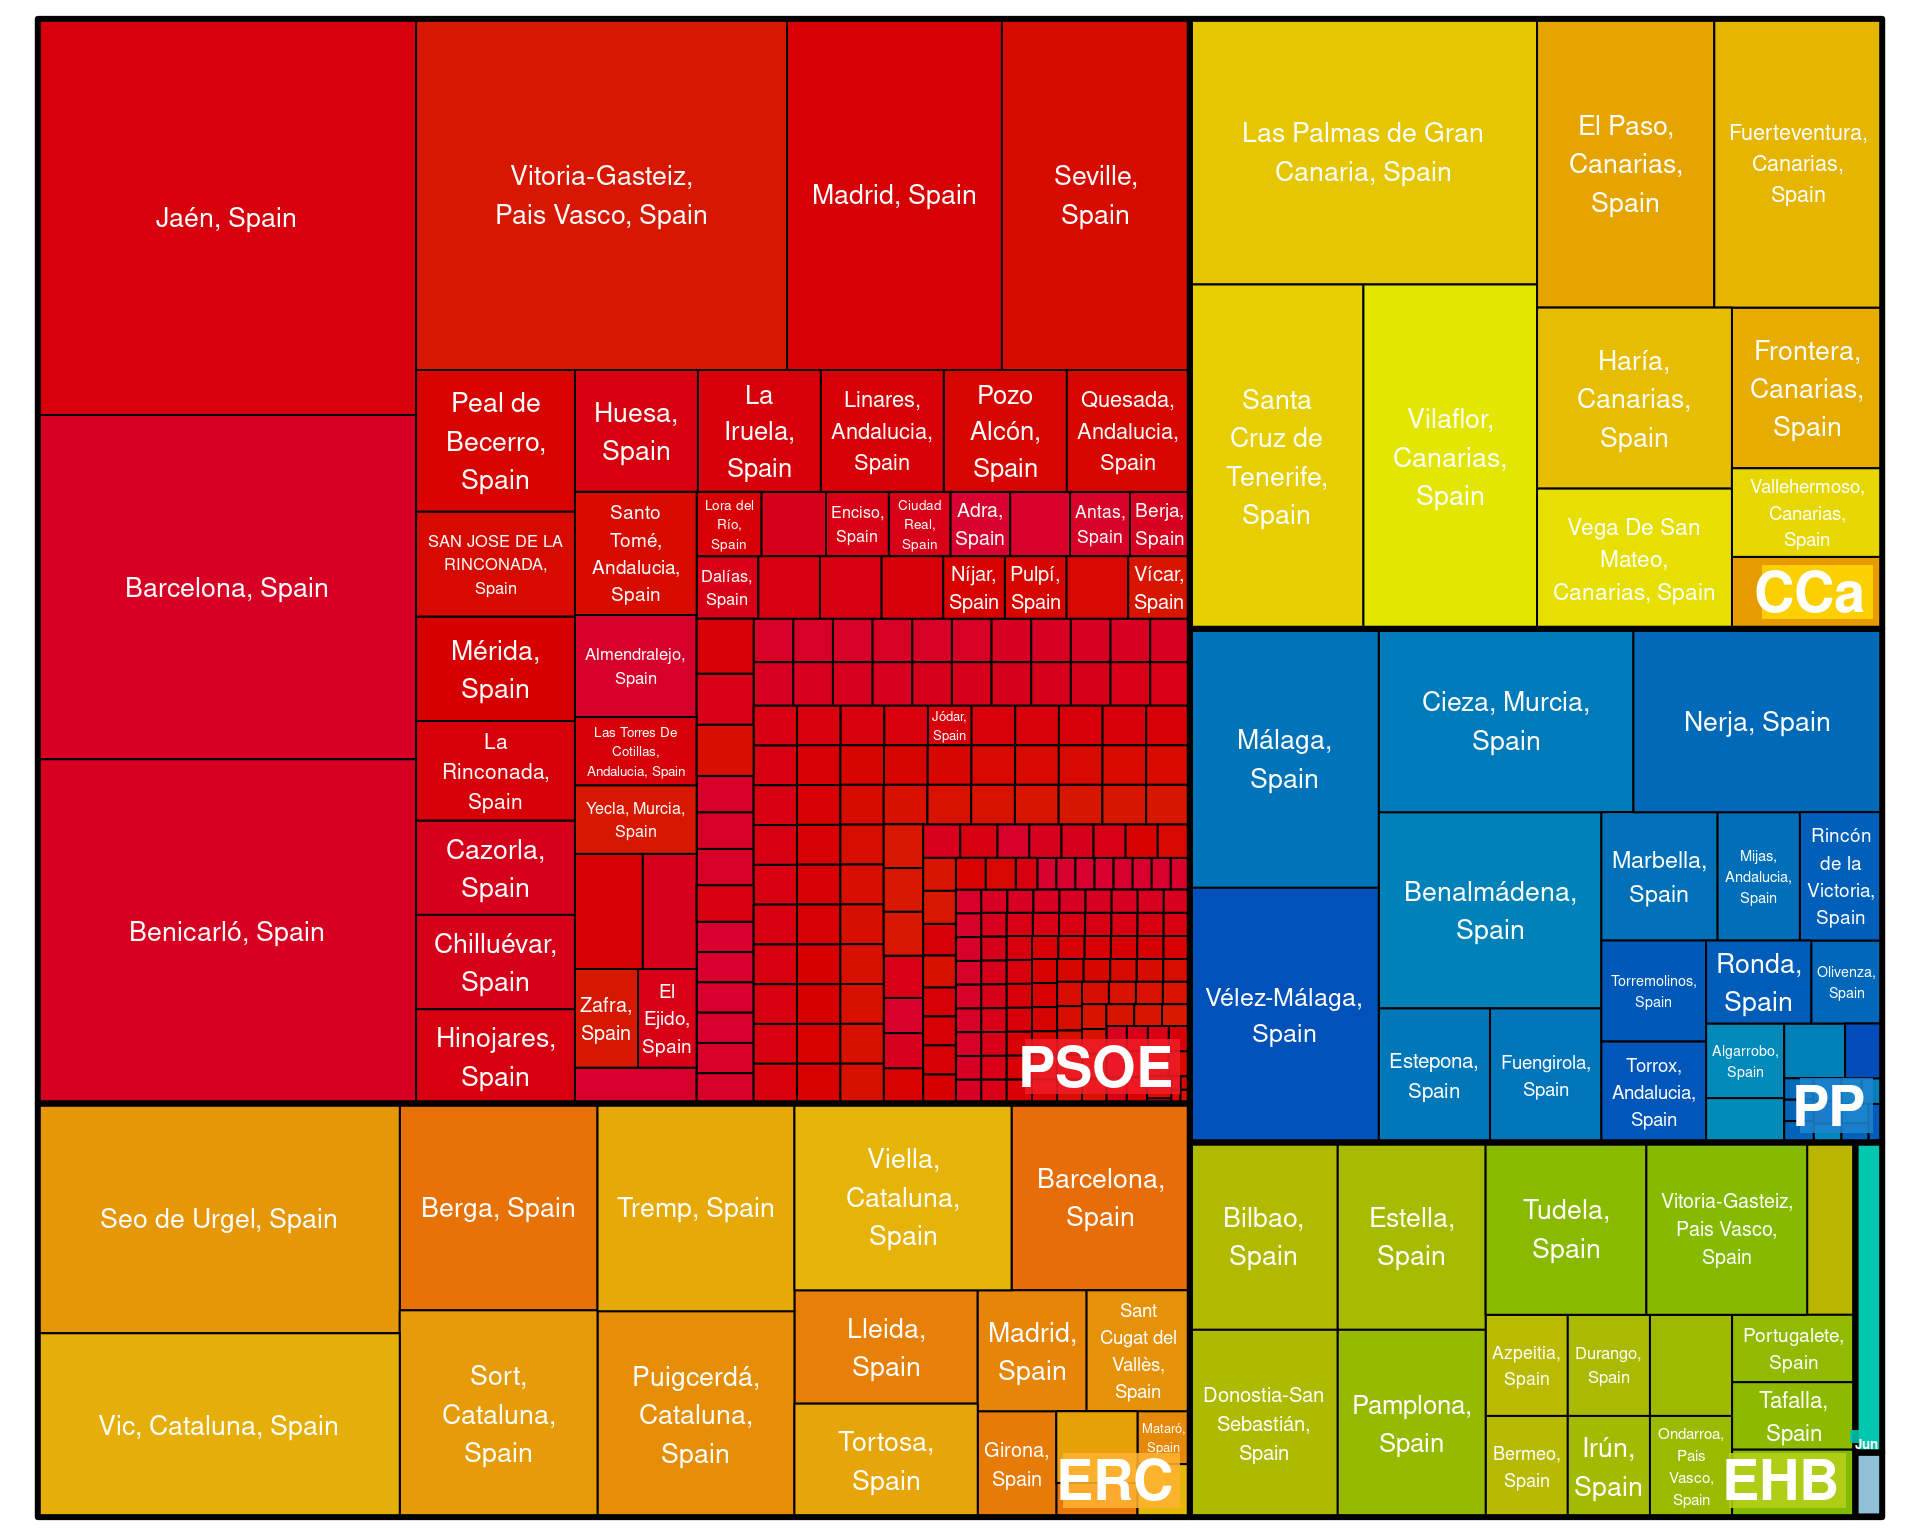 Jaén, Spain
Barcelona, Spain
Benicarló, Spain
Vitoria-Gasteiz,
Pais Vasco, Spain
Madrid, Spain
Seville,
Spain
Peal de
Becerro,
Spain
SAN JOSE DE LA
RINCONADA,
Spain
Mérida,
Spain
La
Rinconada,
Spain
Cazorla,
Spain
Chilluévar,
Spain
Hinojares,
Spain
Huesa,
Spain
Santo
Tomé,
Andalucia,
Spain
Almendralejo,
Spain
Las Torres De
Cotillas,
Andalucia, Spain
Yecla, Murcia,
Spain
Zafra,
Spain
El
Ejido,
Spain
La
Iruela,
Spain
Linares,
Andalucia,
Spain
Pozo
Alcón,
Spain
Quesada,
Andalucia,
Spain
Lora del
Río,
Spain
Enciso,
Spain
Ciudad
Real,
Spain
Adra,
Spain
Antas,
Spain
Berja,
Spain
Dalías,
Spain
Níjar,
Spain
Pulpí,
Spain
Vícar,
Spain
Jódar,
Spain
PSOE
Las Palmas de Gran
Canaria, Spain
El Paso,
Canarias,
Spain
Fuerteventura,
Canarias,
Spain
Santa
Cruz de
Tenerife,
Spain
Vilaflor,
Canarias,
Spain
Haría,
Canarias,
Spain
Frontera,
Canarias,
Spain
Vega De San
Mateo,
Canarias, Spain
Vallehermoso,
Canarias,
Spain
CCa
Málaga,
Spain
Vélez-Málaga,
Spain
Cieza, Murcia,
Spain
Nerja, Spain
Benalmádena,
Spain
Marbella,
Spain
Mijas,
Andalucia,
Spain
Rincón
de la
Victoria,
Spain
Estepona,
Spain
Fuengirola,
Spain
Torremolinos,
Spain
Ronda,
Spain
Olivenza,
Spain
Torrox,
Andalucia,
Spain
Algarrobo,
Spain
PP
Seo de Urgel, Spain
Vic, Cataluna, Spain
Berga, Spain
Tremp, Spain
Sort,
Cataluna,
Spain
Puigcerdá,
Cataluna,
Spain
Viella,
Cataluna,
Spain
Barcelona,
Spain
Lleida,
Spain
Madrid,
Spain
Sant
Cugat del
Vallès,
Spain
Tortosa,
Spain
Girona,
Spain
Mataró,
Spain
ERC
Bilbao,
Spain
Estella,
Spain
Tudela,
Spain
Vitoria-Gasteiz,
Pais Vasco,
Spain
Donostia-San
Sebastián,
Spain
Pamplona,
Spain
Azpeitia,
Spain
Durango,
Spain
Portugalete,
Spain
Tafalla,
Spain
Bermeo,
Spain
Irún,
Spain
Ondarroa,
Pais
Vasco,
Spain
EHB
Jun